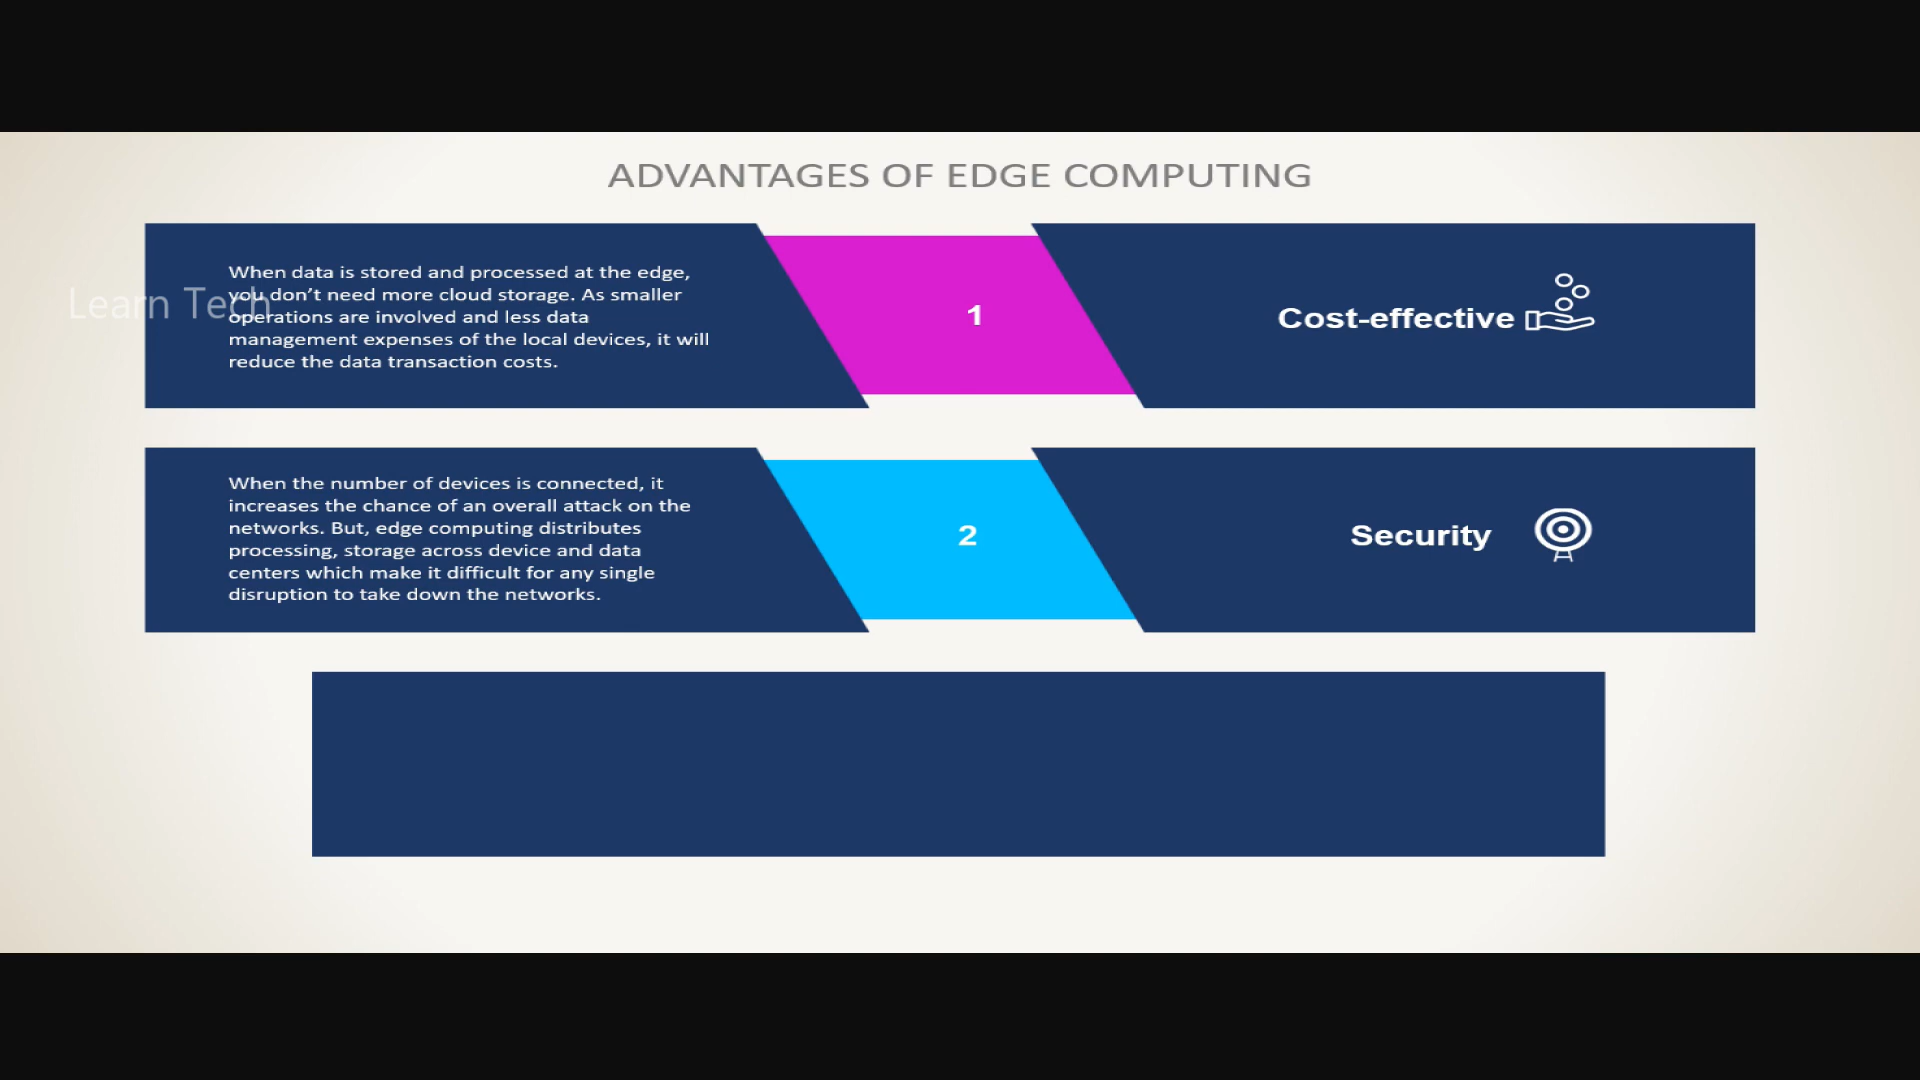 ADVANTAGES OF EDGE COMPUTING
When data is stored and processed at the edge,
you don’t need more cloud storage. As smaller
operations are involved and less data
management expenses of the local devices, it will
reduce the data transaction costs.
1
Cost-effective
Learn Tech
When the number of devices is connected, it
increases the chance of an overall attack on the
networks. But, edge computing distributes
processing, storage across device and data
centers which make it difficult for any single
disruption to take down the networks.
2
Security